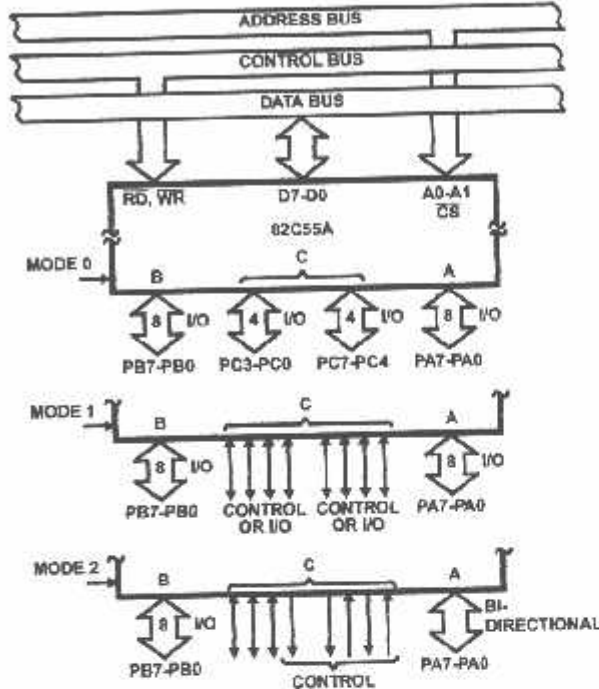 ADDRESS BUS
CONTROL BUS
DATA BUS
RD, WR D7-D0 A0-A1
CS
82C55A
MODE 0
B C A
8 I/O 4 I/O 4 I/O 8 I/O
PB7-PB0 PC3-PC0 PC7-PC4 PA7-PA0
MODE 1
B C A
8 I/O 8 I/O
PB7-PB0 CONTROL OR I/O CONTROL OR I/O PA7-PA0
MODE 2
B C A
8 I/O BI-
DIRECTIONAL
PB7-PB0 CONTROL PA7-PA0